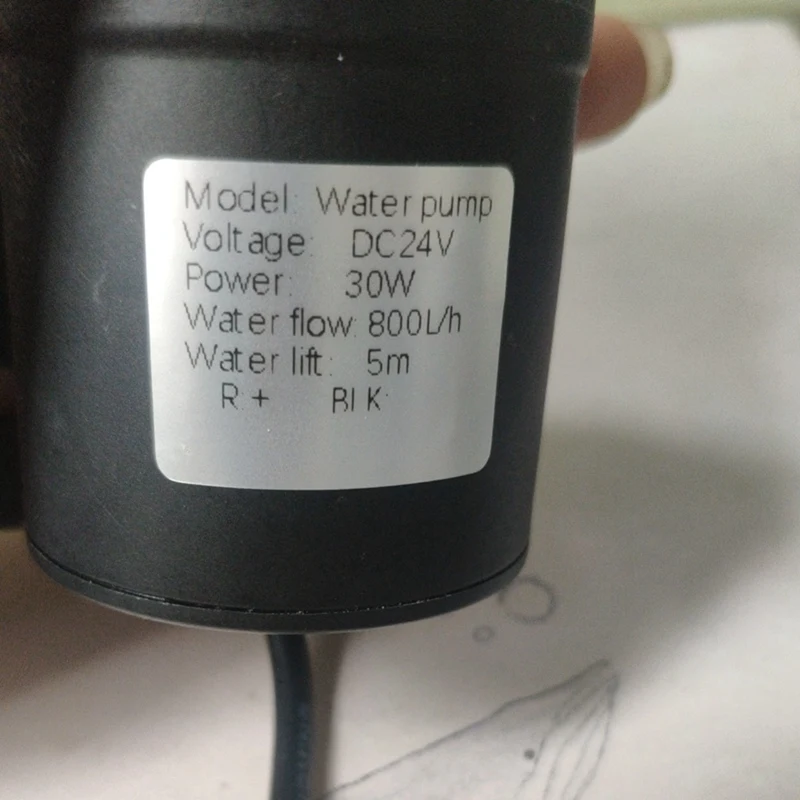 Model: Water pump
Voltage: DC24V
Power: 30W
Water flow: 800L/h
Water lift: 5m
R + BLK